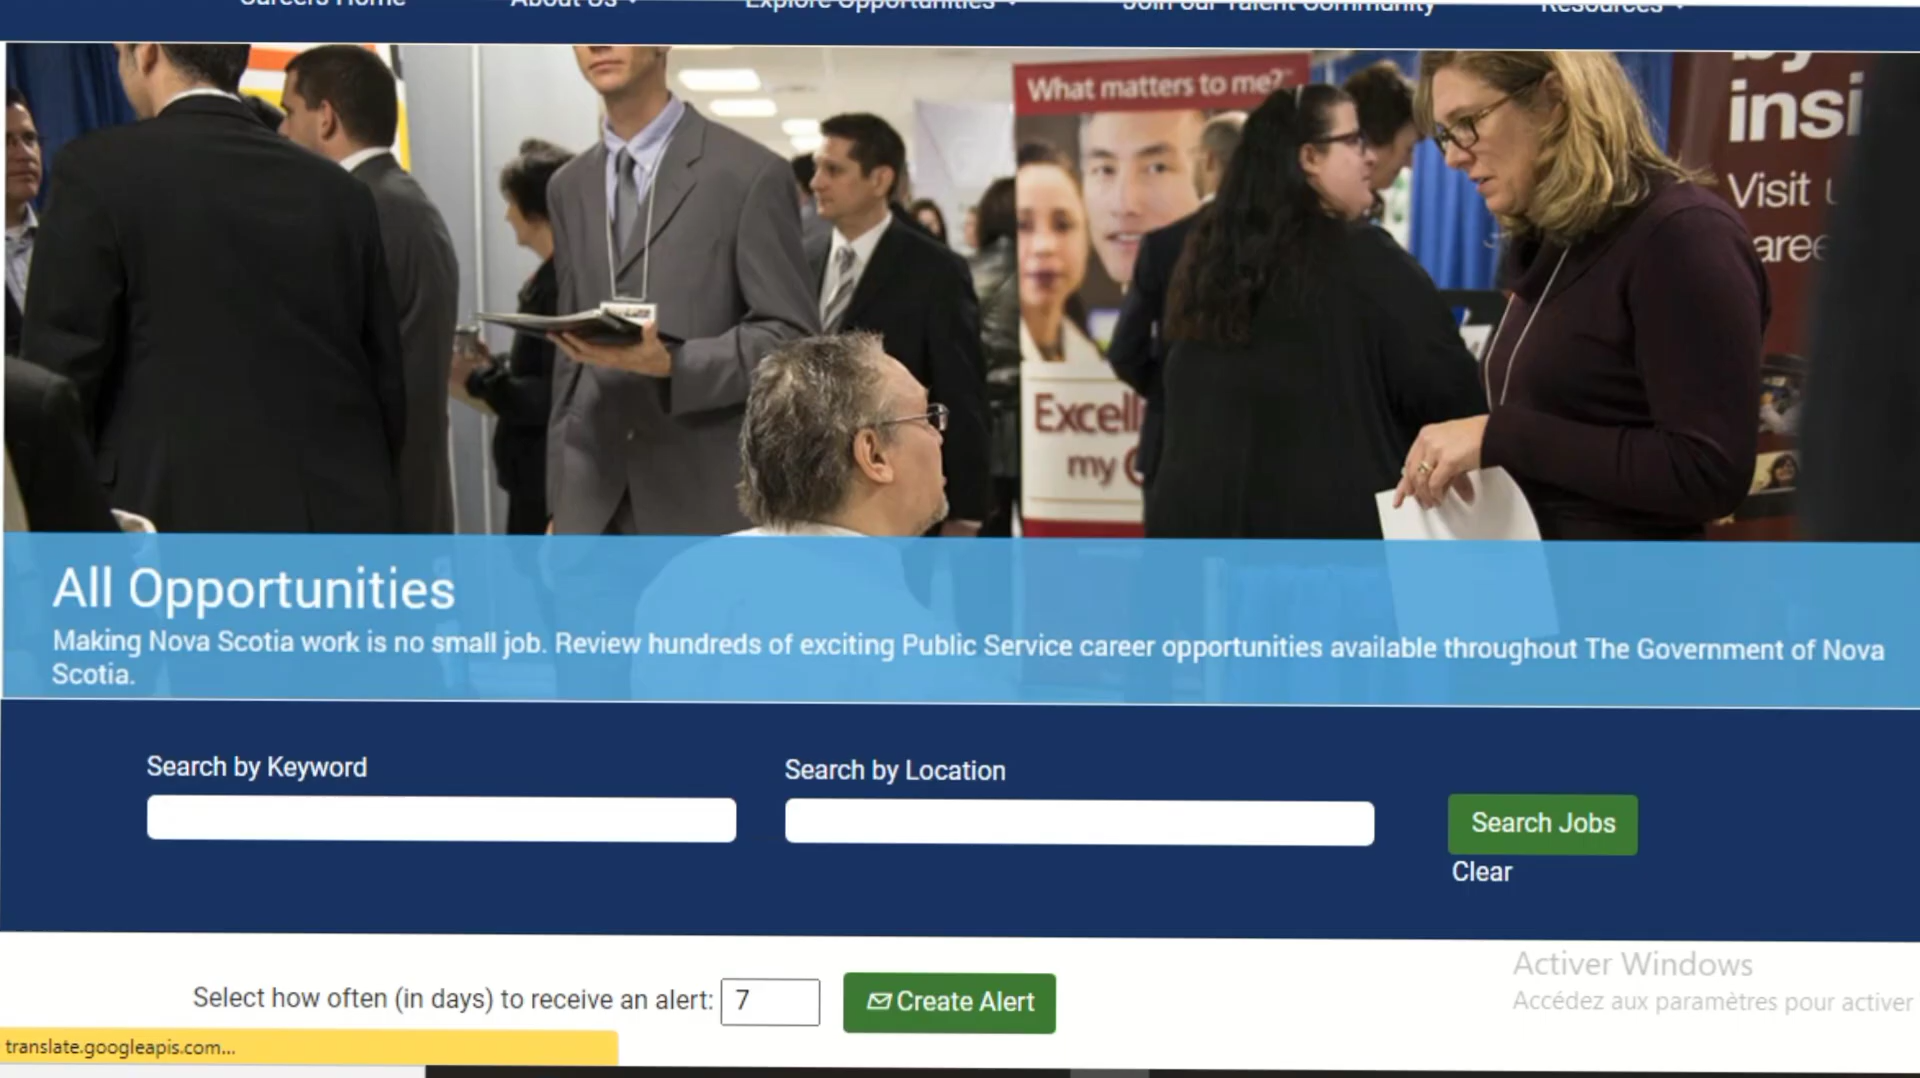 Careers Home
About Us
Explore Opportunities
Join our Talent Community
Resources
What matters to me?
by
insi
Visit
Excell
my
All Opportunities
Making Nova Scotia work is no small job. Review hundreds of exciting Public Service career opportunities available throughout The Government of Nova
Scotia.
Search by Keyword
Search by Location
Search Jobs
Clear
Select how often (in days) to receive an alert: 7
Create Alert
Activer Windows
Accédez aux paramètres pour activer
translate.googleapis.com...